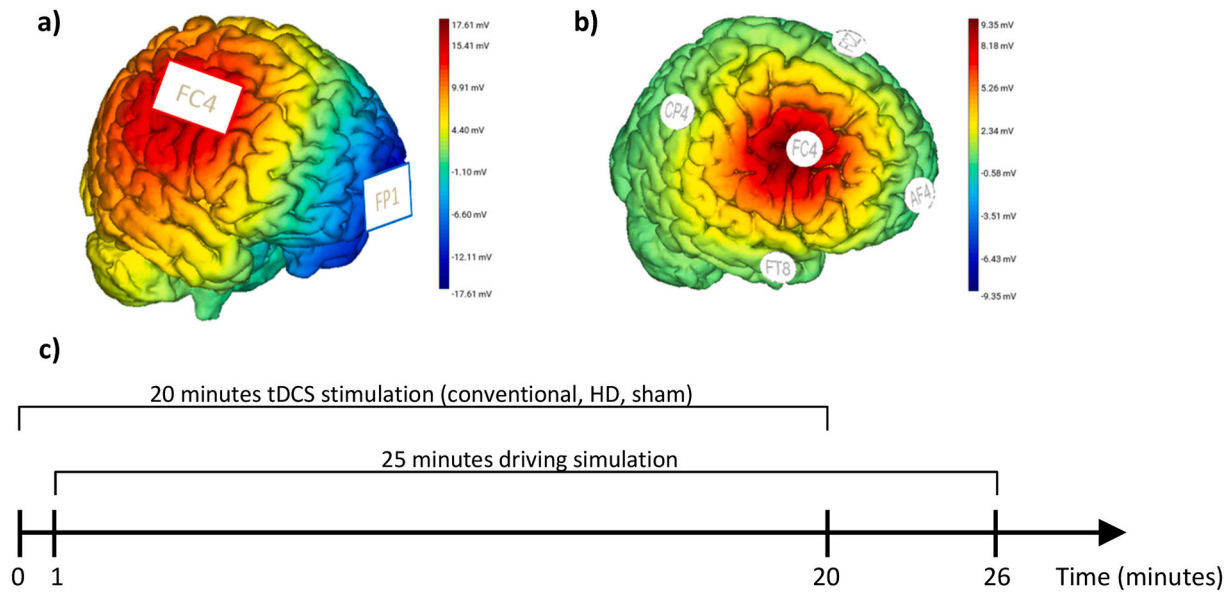 a)
17.61 mV
15.41 mV
9.91 mV
4.40 mV
-1.10 mV
-6.60 mV
-12.11 mV
-17.61 mV
FC4
FP1
b)
9.35 mV
8.18 mV
5.26 mV
2.34 mV
-0.58 mV
-3.51 mV
-6.43 mV
-9.35 mV
CP4
FC4
AF4
FT8
c)
20 minutes tDCS stimulation (conventional, HD, sham)
25 minutes driving simulation
0 1 20 26 Time (minutes)